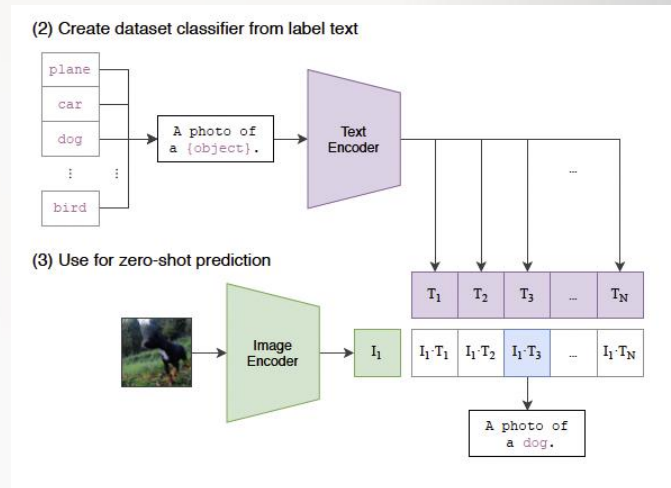 (2) Create dataset classifier from label text
plane
car
dog
⋮ ⋮
bird
A photo of
a {object}.
Text
Encoder
...
(3) Use for zero-shot prediction
T₁ T₂ T₃ ... T_N
Image
Encoder
I₁
I₁·T₁ I₁·T₂ I₁·T₃ ... I₁·T_N
A photo of
a dog.